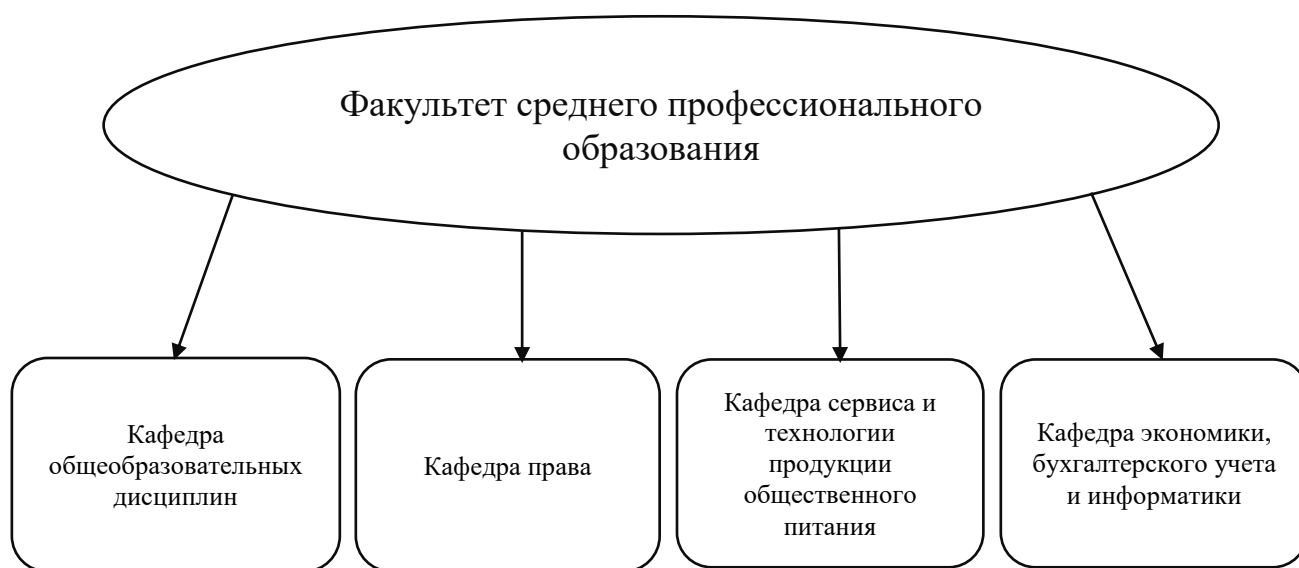 Факультет среднего профессионального
образования
Кафедра
общеобразовательных
дисциплин
Кафедра права
Кафедра сервиса и
технологии
продукции
общественного
питания
Кафедра экономики,
бухгалтерского учета
и информатики